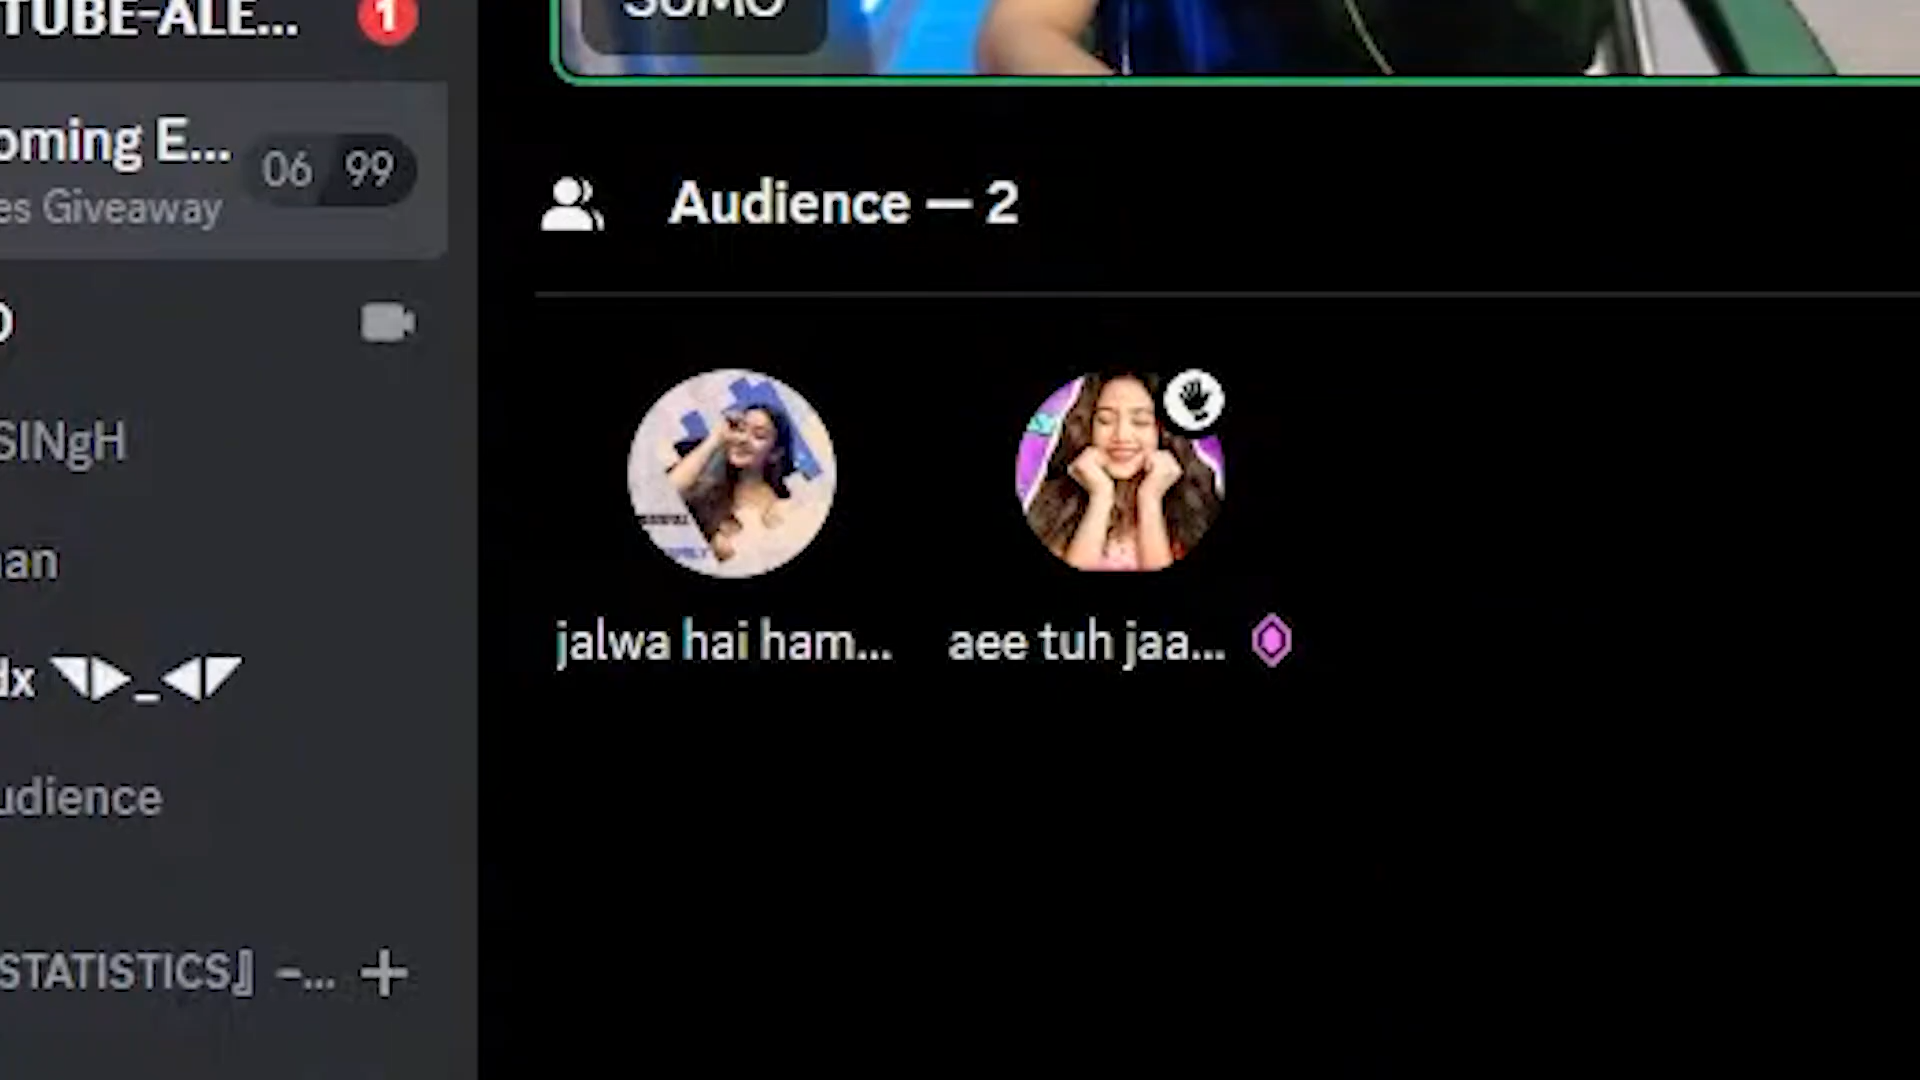 TUBE-ALE...
1
oming E...
06 99
es Giveaway
SINgH
an
dx ◥▶_◀◤
udience
STATISTICS』 –...
SUMO
Audience — 2
jalwa hai ham...
aee tuh jaa...